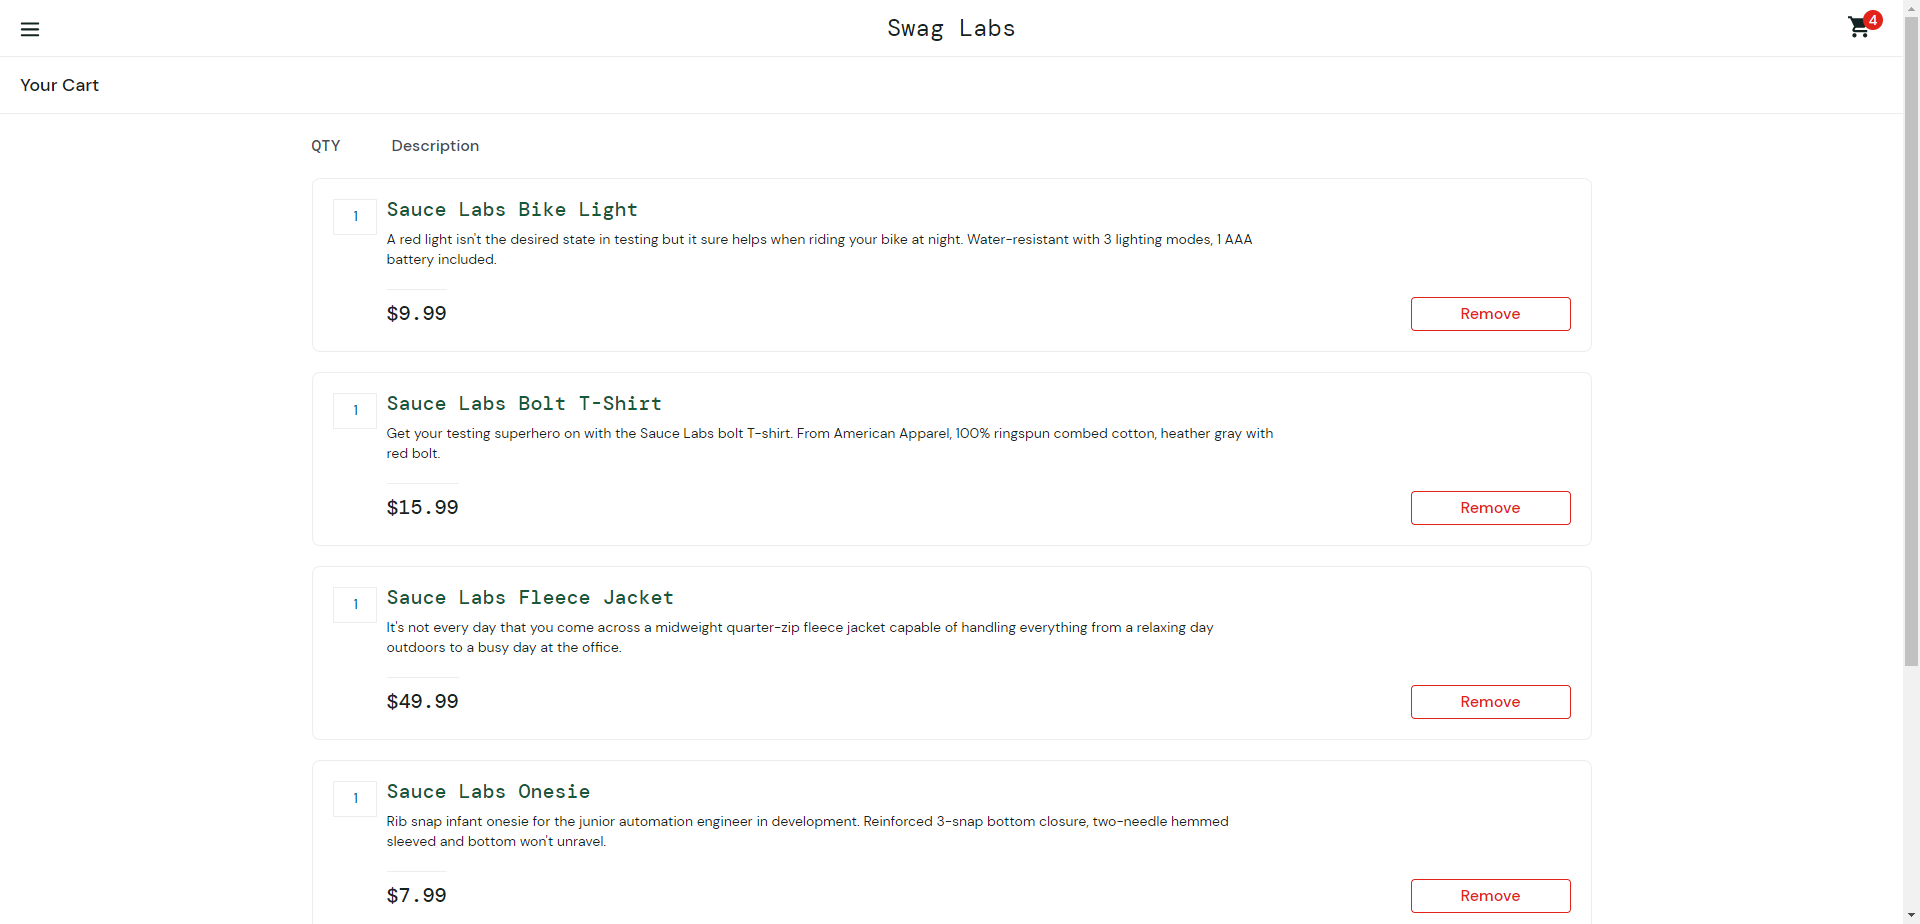 Swag Labs
4
Your Cart
QTY Description
1
Sauce Labs Bike Light
A red light isn't the desired state in testing but it sure helps when riding your bike at night. Water-resistant with 3 lighting modes, 1 AAA
battery included.
$9.99
Remove
1
Sauce Labs Bolt T-Shirt
Get your testing superhero on with the Sauce Labs bolt T-shirt. From American Apparel, 100% ringspun combed cotton, heather gray with
red bolt.
$15.99
Remove
1
Sauce Labs Fleece Jacket
It's not every day that you come across a midweight quarter-zip fleece jacket capable of handling everything from a relaxing day
outdoors to a busy day at the office.
$49.99
Remove
1
Sauce Labs Onesie
Rib snap infant onesie for the junior automation engineer in development. Reinforced 3-snap bottom closure, two-needle hemmed
sleeved and bottom won't unravel.
$7.99
Remove